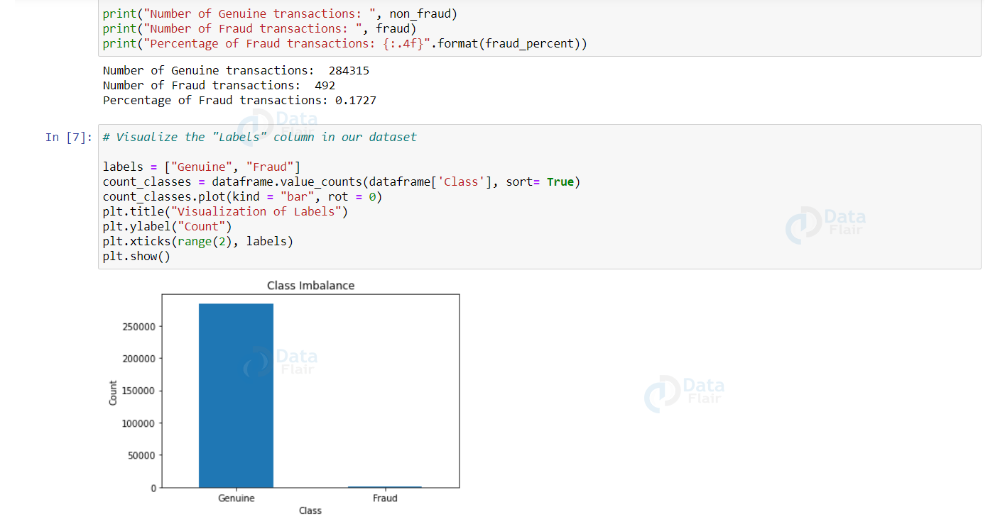 print("Number of Genuine transactions: ", non_fraud)
print("Number of Fraud transactions: ", fraud)
print("Percentage of Fraud transactions: {:.4f}".format(fraud_percent))
Number of Genuine transactions:  284315
Number of Fraud transactions:  492
Percentage of Fraud transactions: 0.1727
Data
Flair
In [7]: # Visualize the "Labels" column in our dataset
labels = ["Genuine", "Fraud"]
count_classes = dataframe.value_counts(dataframe['Class'], sort= True)
count_classes.plot(kind = "bar", rot = 0)
plt.title("Visualization of Labels")
plt.ylabel("Count")
plt.xticks(range(2), labels)
plt.show()
Data
Flair
Class Imbalance
250000
200000
150000
100000
50000
0
Count
Genuine
Fraud
Class
Data
Flair
Data
Flair